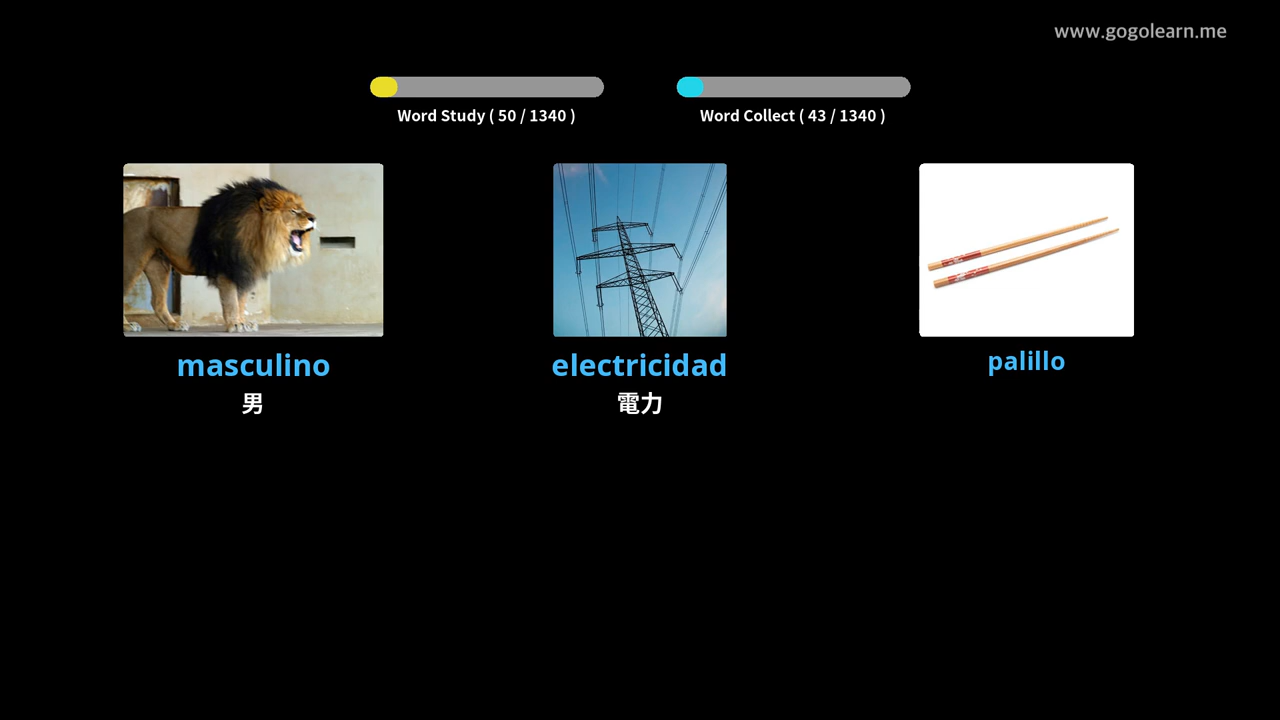 www.gogolearn.me
Word Study ( 50 / 1340 )
Word Collect ( 43 / 1340 )
masculino
男
electricidad
電力
palillo